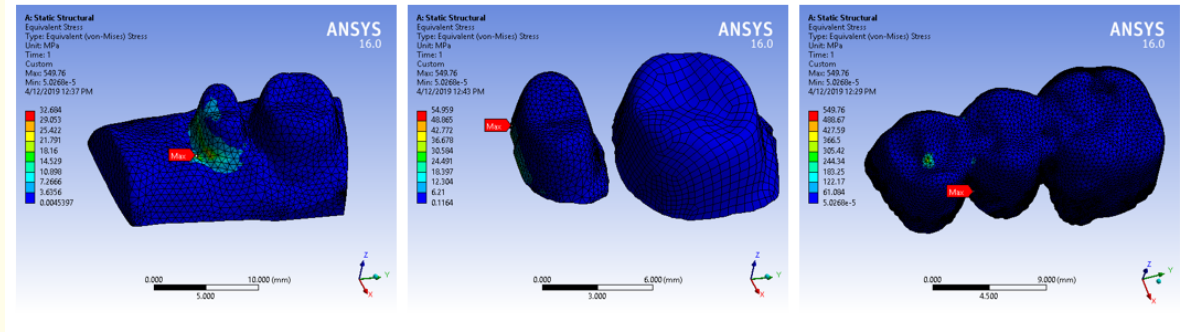 A: Static Structural
Equivalent Stress
Type: Equivalent (von-Mises) Stress
Unit: MPa
Time: 1
Custom
Max: 549.76
Min: 5.0268e-5
4/12/2019 12:37 PM
ANSYS
16.0
32.684
29.053
25.422
21.791
18.16
14.529
10.898
7.2666
3.6356
0.0045397
Max
0.000
10.000 (mm)
5.000
Z
Y
X
A: Static Structural
Equivalent Stress
Type: Equivalent (von-Mises) Stress
Unit: MPa
Time: 1
Custom
Max: 549.76
Min: 5.0268e-5
4/12/2019 12:43 PM
ANSYS
16.0
54.959
48.865
42.772
36.678
30.584
24.491
18.397
12.304
6.21
0.1164
Max
0.000
6.000 (mm)
3.000
Z
Y
X
A: Static Structural
Equivalent Stress
Type: Equivalent (von-Mises) Stress
Unit: MPa
Time: 1
Custom
Max: 549.76
Min: 5.0268e-5
4/12/2019 12:29 PM
ANSYS
16.0
549.76
488.67
427.59
366.5
305.42
244.34
183.25
122.17
61.084
5.0268e-5
Max
0.000
9.000 (mm)
4.500
Z
Y
X